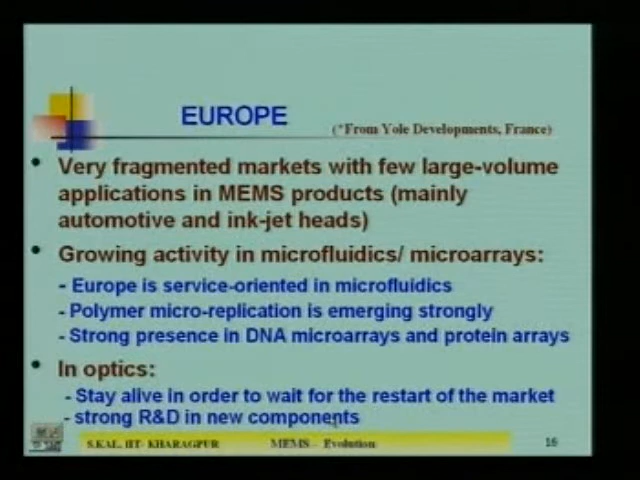 EUROPE
(*From Yole Developments, France)
• Very fragmented markets with few large-volume
applications in MEMS products (mainly
automotive and ink-jet heads)
• Growing activity in microfluidics/ microarrays:
- Europe is service-oriented in microfluidics
- Polymer micro-replication is emerging strongly
- Strong presence in DNA microarrays and protein arrays
• In optics:
- Stay alive in order to wait for the restart of the market
- strong R&D in new components
S.KAL, IIT- KHARAGPUR MEMS – Evolution 16